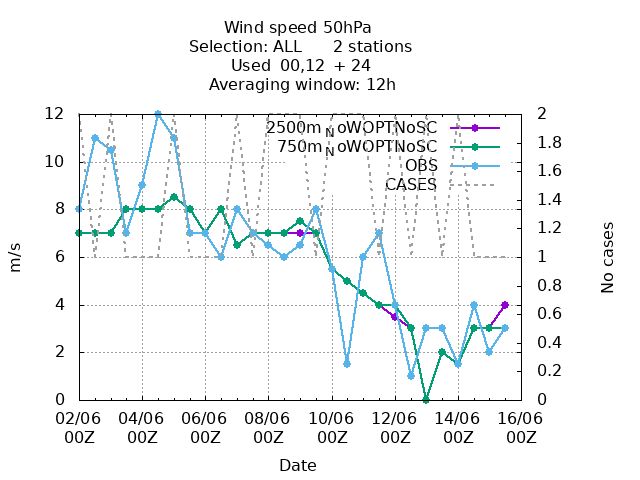 Wind speed 50hPa
Selection: ALL 2 stations
Used 00,12 + 24
Averaging window: 12h
2500m NoWOPTNoSC
750m NoWOPTNoSC
OBS
CASES
12
10
8
6
4
2
0
m/s
2
1.8
1.6
1.4
1.2
1
0.8
0.6
0.4
0.2
0
No cases
02/06 04/06 06/06 08/06 10/06 12/06 14/06 16/06
00Z 00Z 00Z 00Z 00Z 00Z 00Z 00Z
Date